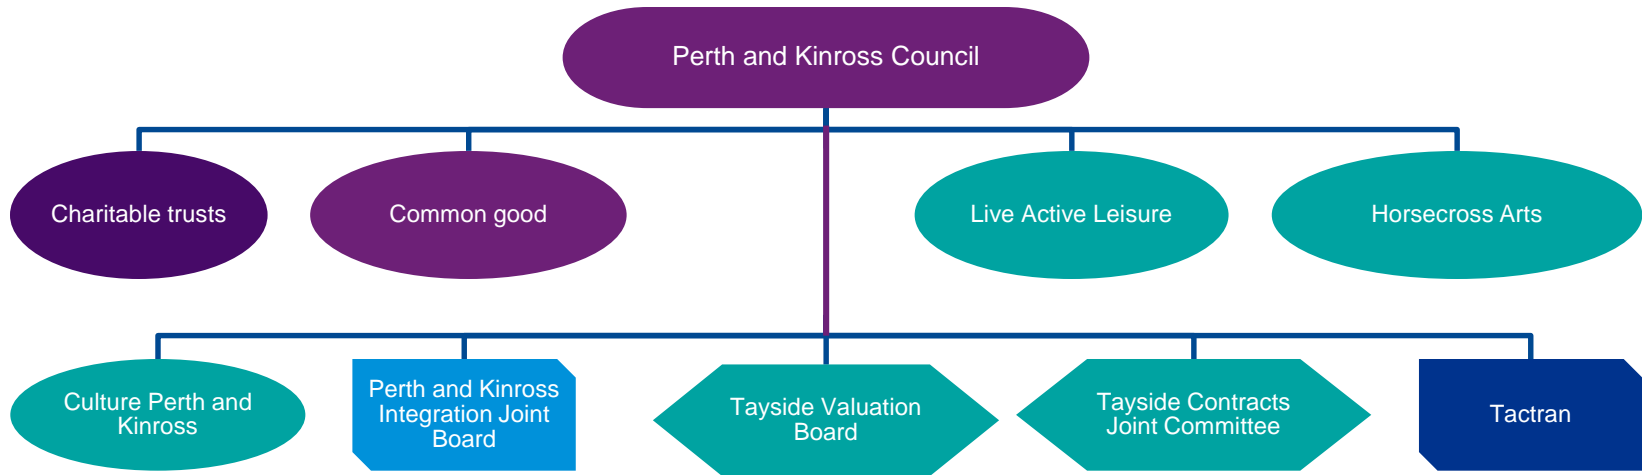 Perth and Kinross Council
Charitable trusts
Common good
Live Active Leisure
Horsecross Arts
Culture Perth and
Kinross
Perth and Kinross
Integration Joint
Board
Tayside Valuation
Board
Tayside Contracts
Joint Committee
Tactran